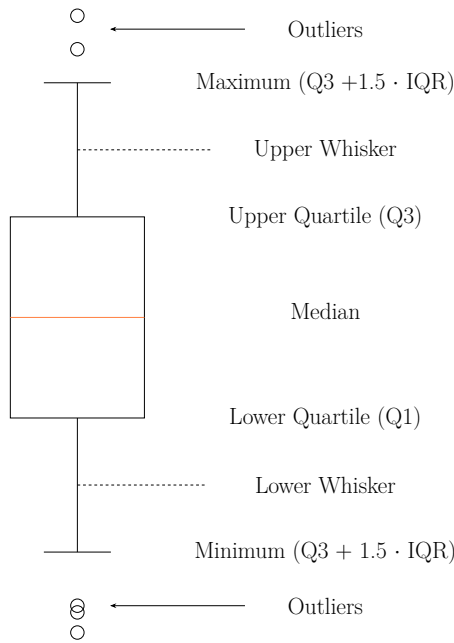 Outliers
Maximum (Q3 +1.5 · IQR)
Upper Whisker
Upper Quartile (Q3)
Median
Lower Quartile (Q1)
Lower Whisker
Minimum (Q3 + 1.5 · IQR)
Outliers